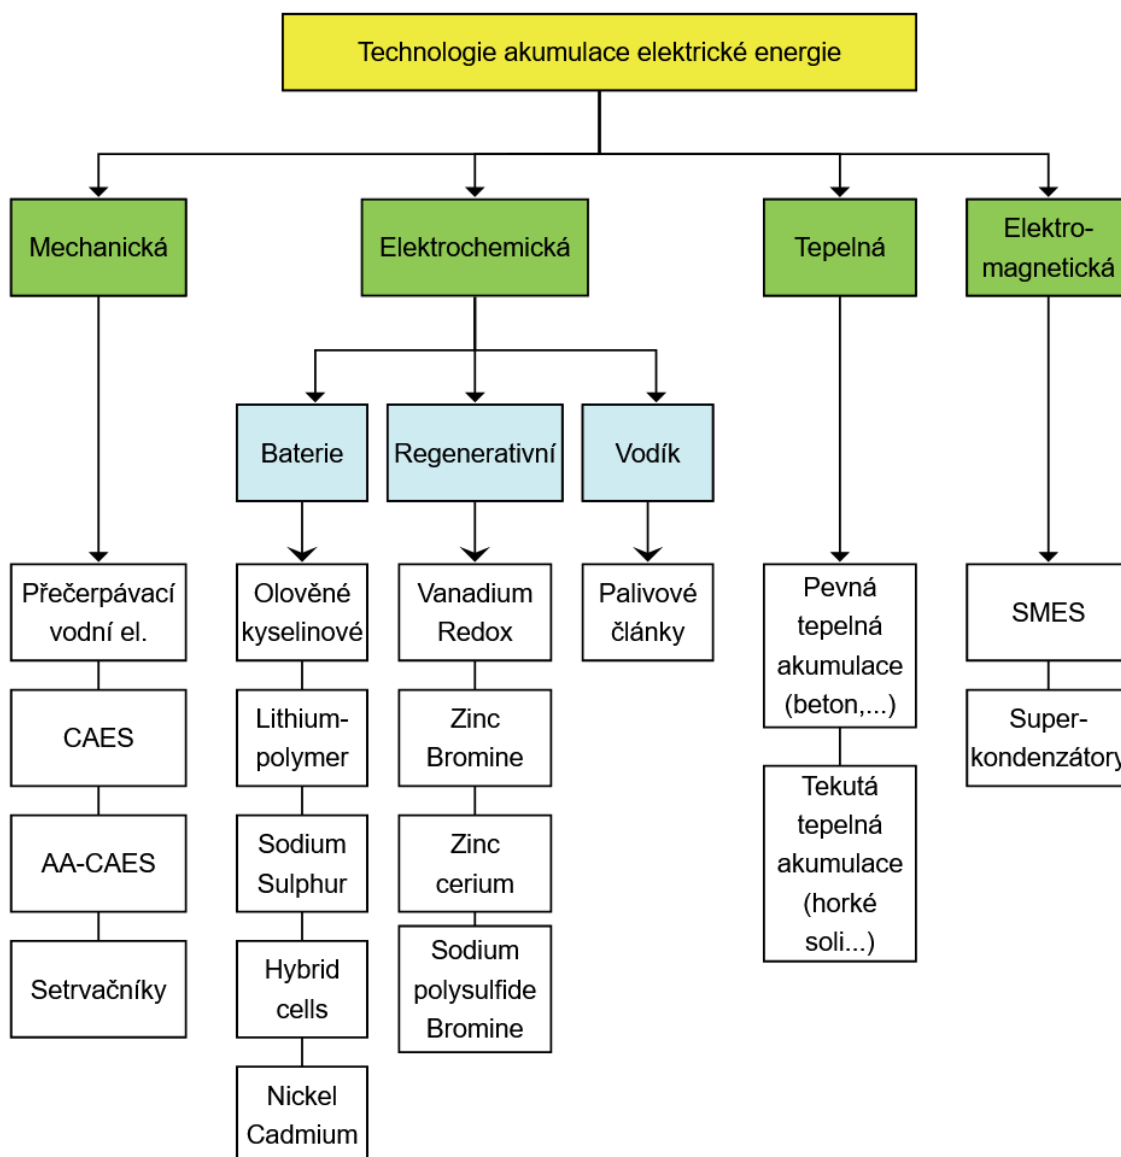 Technologie akumulace elektrické energie
Mechanická
Elektrochemická
Tepelná
Elektro-
magnetická
Baterie
Regenerativní
Vodík
Přečerpávací
vodní el.
CAES
AA-CAES
Setrvačníky
Olověné
kyselinové
Lithium-
polymer
Sodium
Sulphur
Hybrid
cells
Nickel
Cadmium
Vanadium
Redox
Zinc
Bromine
Zinc
cerium
Sodium
polysulfide
Bromine
Palivové
články
Pevná
tepelná
akumulace
(beton,...)
Tekutá
tepelná
akumulace
(horké
soli...)
SMES
Super-
kondenzátory